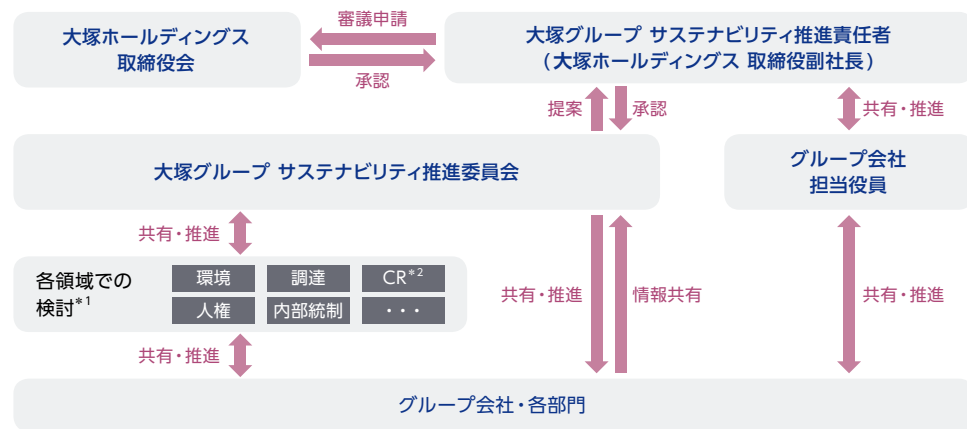 大塚ホールディングス
取締役会
審議申請
承認
大塚グループ サステナビリティ推進責任者
(大塚ホールディングス 取締役副社長)
提案
承認
共有・推進
大塚グループ サステナビリティ推進委員会
グループ会社
担当役員
共有・推進
各領域での
検討*1
環境
調達
CR*2
人権
内部統制
・・・
共有・推進
情報共有
共有・推進
共有・推進
グループ会社・各部門